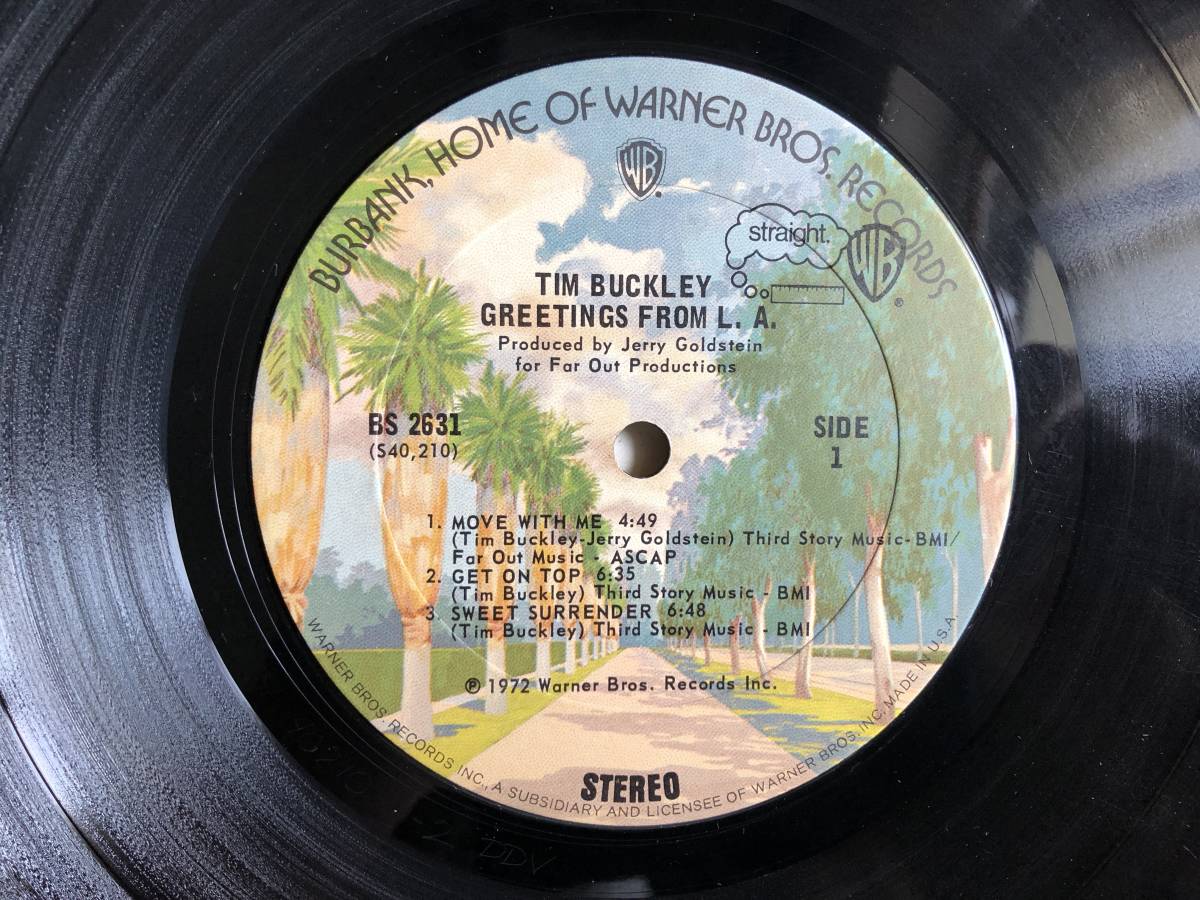 BURBANK, HOME OF WARNER BROS. RECORDS
WB
straight.
WB
®
TIM BUCKLEY
GREETINGS FROM L. A.
Produced by Jerry Goldstein
for Far Out Productions
BS 2631
(S40,210)
SIDE
1
1. MOVE WITH ME 4:49
(Tim Buckley-Jerry Goldstein) Third Story Music-BMI/
Far Out Music - ASCAP
2. GET ON TOP 6:35
(Tim Buckley) Third Story Music - BMI
3. SWEET SURRENDER 6:48
(Tim Buckley) Third Story Music - BMI
℗ 1972 Warner Bros. Records Inc.
STEREO
WARNER BROS. RECORDS INC., A SUBSIDIARY AND LICENSEE OF WARNER BROS. INC. MADE IN U.S.A.
2 DDV